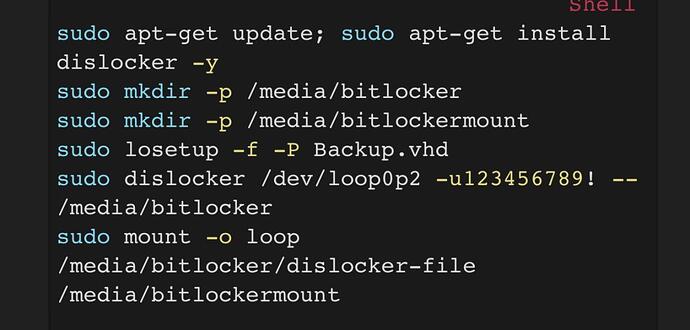 Shell
sudo apt-get update; sudo apt-get install
dislocker -y
sudo mkdir -p /media/bitlocker
sudo mkdir -p /media/bitlockermount
sudo losetup -f -P Backup.vhd
sudo dislocker /dev/loop0p2 -u123456789! --
/media/bitlocker
sudo mount -o loop
/media/bitlocker/dislocker-file
/media/bitlockermount